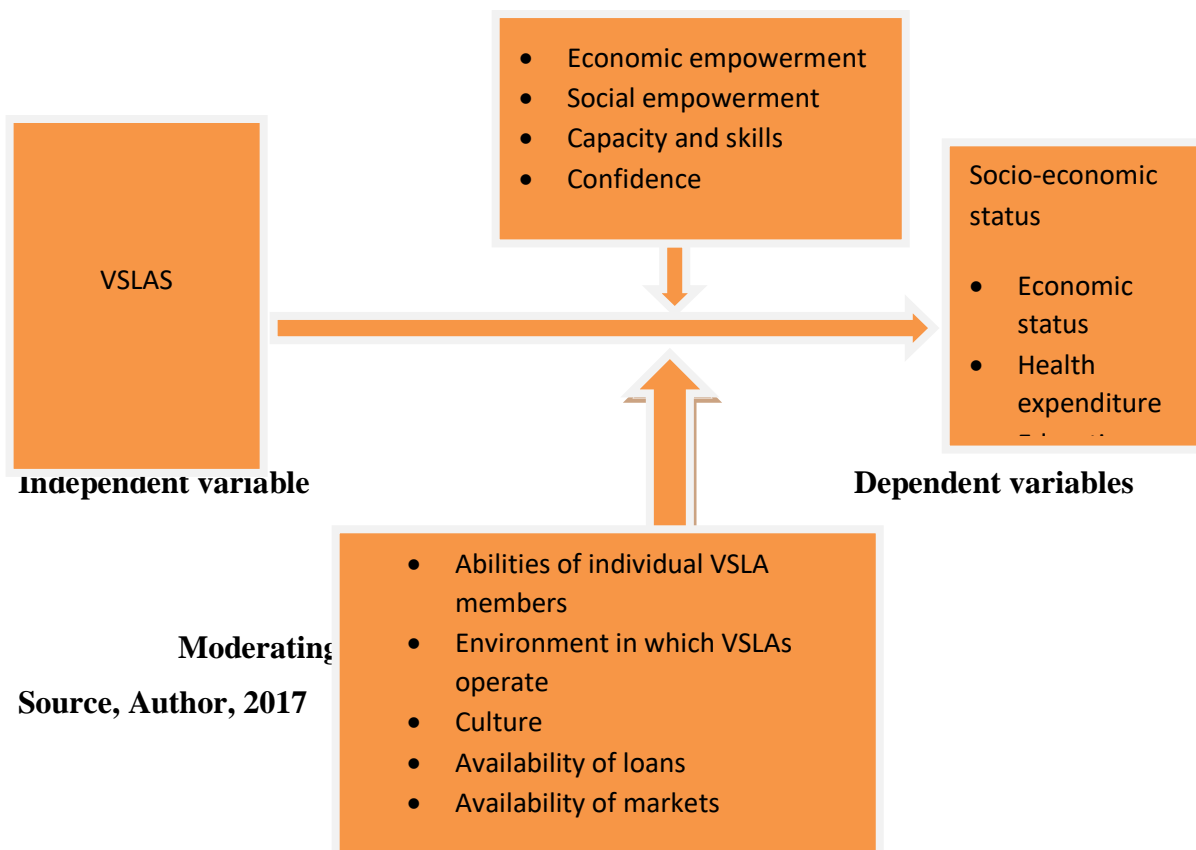 • Economic empowerment
• Social empowerment
• Capacity and skills
• Confidence
VSLAS
Socio-economic
status
• Economic
status
• Health
expenditure
Independent variable
Dependent variables
• Abilities of individual VSLA
members
• Environment in which VSLAs
operate
• Culture
• Availability of loans
• Availability of markets
Moderating
Source, Author, 2017